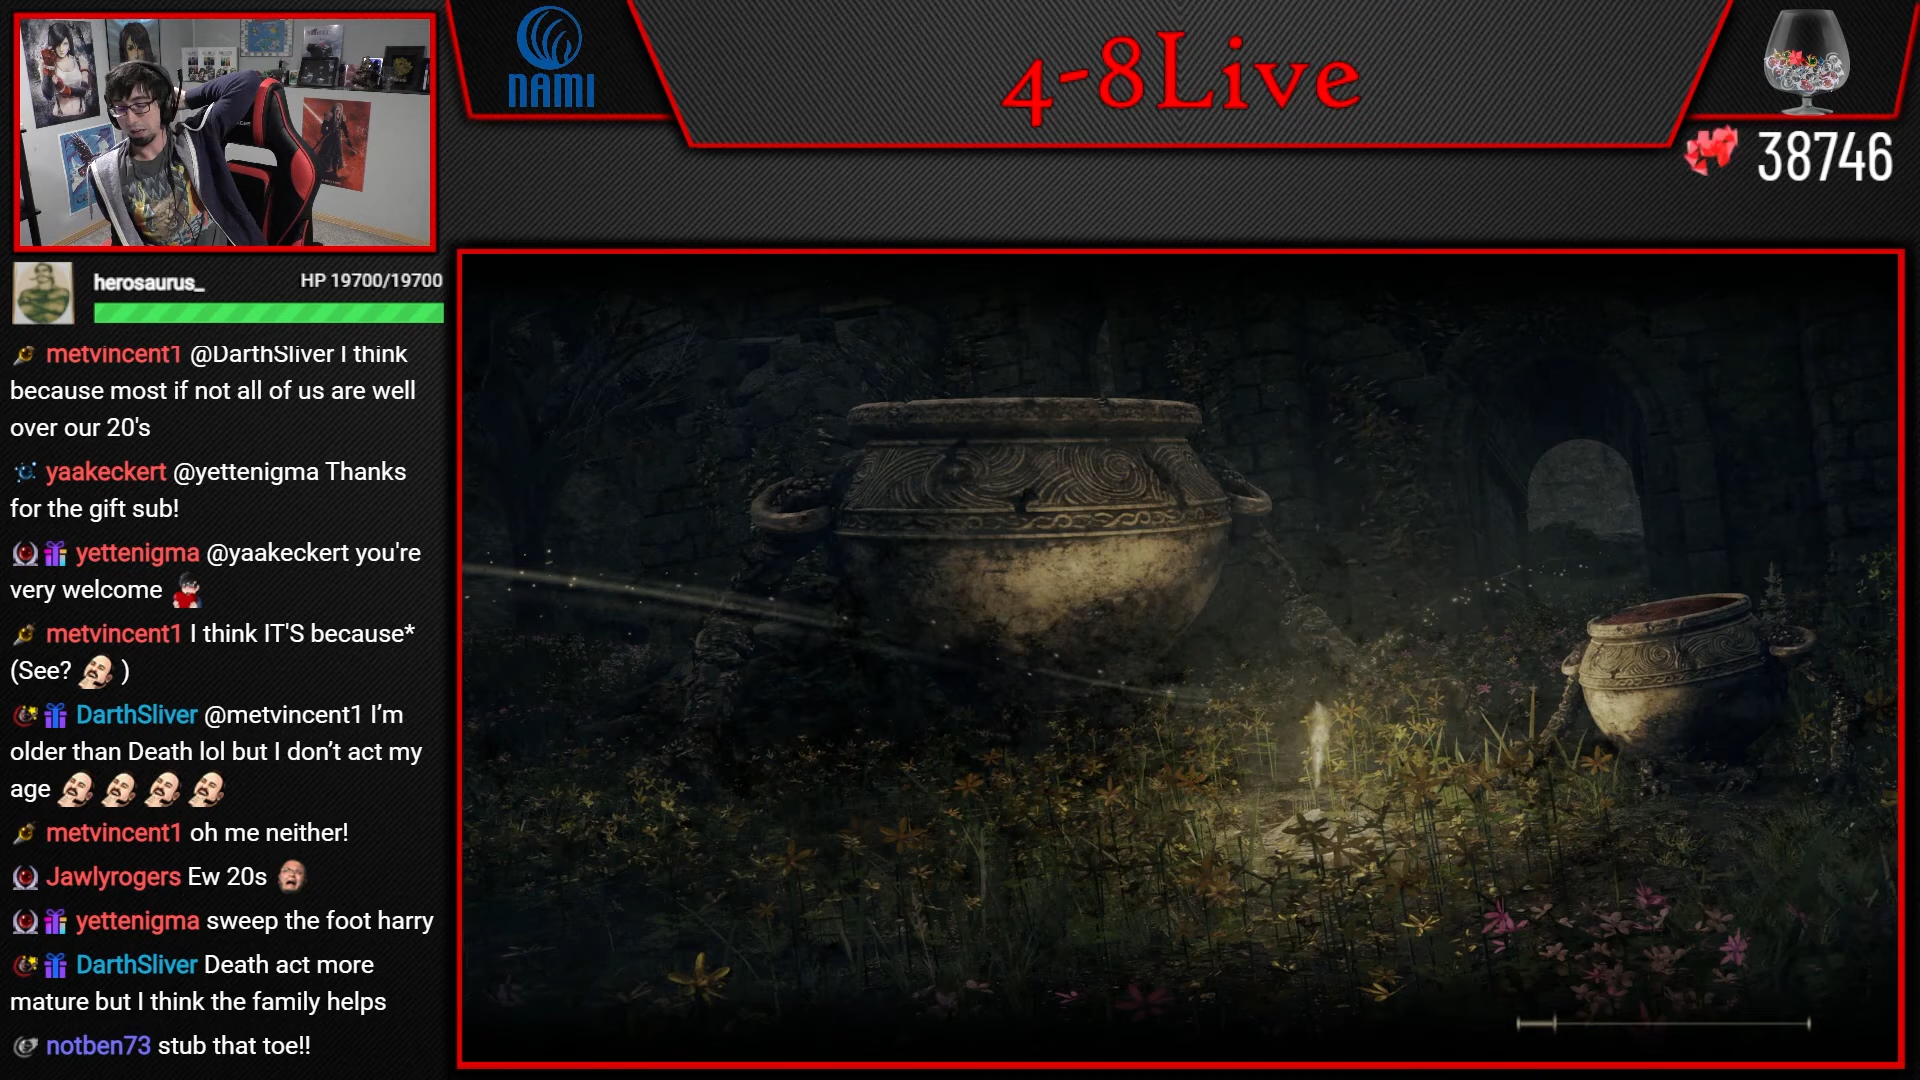 NAMI
4-8Live
38746
herosaurus_ HP 19700/19700
metvincent1 @DarthSliver I think
because most if not all of us are well
over our 20's
yaakeckert @yettenigma Thanks
for the gift sub!
yettenigma @yaakeckert you're
very welcome
metvincent1 I think IT'S because*
(See? )
DarthSliver @metvincent1 I’m
older than Death lol but I don’t act my
age
metvincent1 oh me neither!
Jawlyrogers Ew 20s
yettenigma sweep the foot harry
DarthSliver Death act more
mature but I think the family helps
notben73 stub that toe!!